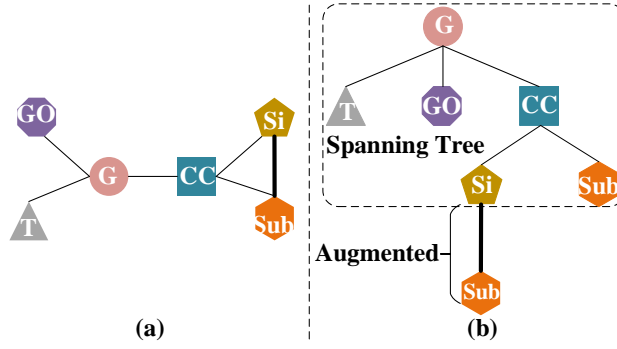 GO
Si
G
CC
T
Sub
(a)
G
T
GO
CC
Spanning Tree
Si
Sub
Augmented
Sub
(b)